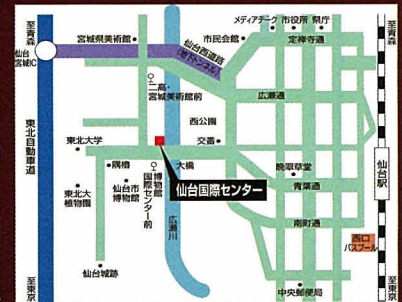 至青森
メディアテーク 市役所 県庁
至青森
宮城県美術館
市民会館
定禅寺通
仙台宮城IC
仙台西道路
(地下トンネル)
二高・宮城美術館前
広瀬通
西公園
東北自動車道
東北大学
交番
大橋
晩翠草堂
仙台駅
隅櫓
仙台市博物館
博物館・国際センター前
仙台国際センター
青葉通
東北大植物園
広瀬川
南町通
西口バスプール
仙台城跡
中央郵便局
至東京
至東京